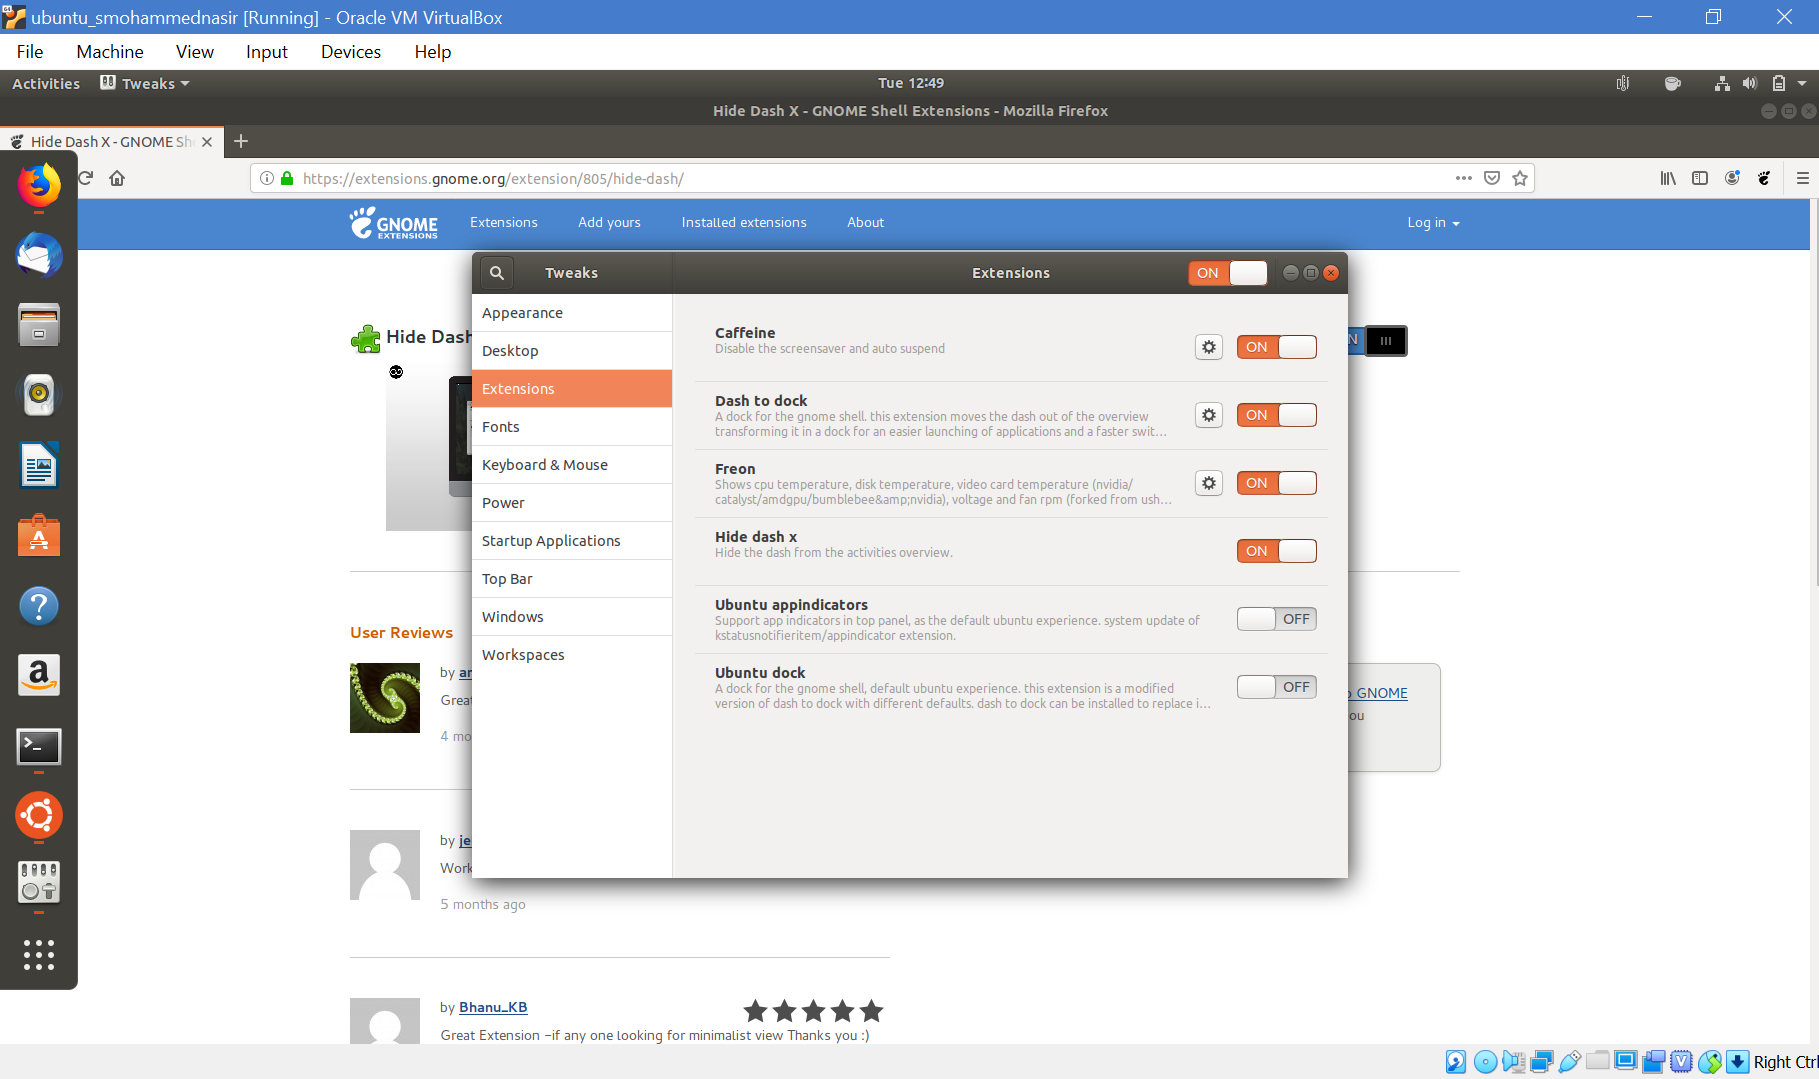 ubuntu_smohammednasir [Running] - Oracle VM VirtualBox
File Machine View Input Devices Help
Activities Tweaks Tue 12:49
Hide Dash X - GNOME Shell Extensions - Mozilla Firefox
Hide Dash X - GNOME She
https://extensions.gnome.org/extension/805/hide-dash/
GNOME EXTENSIONS Extensions Add yours Installed extensions About Log in
Tweaks Extensions ON
Appearance
Desktop
Extensions
Fonts
Keyboard & Mouse
Power
Startup Applications
Top Bar
Windows
Workspaces
Caffeine
Disable the screensaver and auto suspend
ON
Dash to dock
A dock for the gnome shell. this extension moves the dash out of the overview
transforming it in a dock for an easier launching of applications and a faster swit...
ON
Freon
Shows cpu temperature, disk temperature, video card temperature (nvidia/
catalyst/amdgpu/bumblebee&amp;nvidia), voltage and fan rpm (forked from ush...
ON
Hide dash x
Hide the dash from the activities overview.
ON
Ubuntu appindicators
Support app indicators in top panel, as the default ubuntu experience. system update of
kstatusnotifieritem/appindicator extension.
OFF
Ubuntu dock
A dock for the gnome shell, default ubuntu experience. this extension is a modified
version of dash to dock with different defaults. dash to dock can be installed to replace i...
OFF
Hide Dash
N
User Reviews
by ar
Great
4 mo
o GNOME
ou
by je
Work
5 months ago
by Bhanu_KB
Great Extension -if any one looking for minimalist view Thanks you :)
Right Ctrl